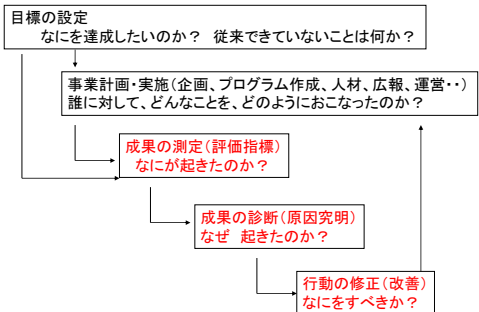 目標の設定
なにを達成したいのか？ 従来できていないことは何か？
事業計画・実施（企画、プログラム作成、人材、広報、運営・・）
誰に対して、どんなことを、どのようにおこなったのか？
成果の測定（評価指標）
なにが起きたのか？
成果の診断（原因究明）
なぜ 起きたのか？
行動の修正（改善）
なにをすべきか？